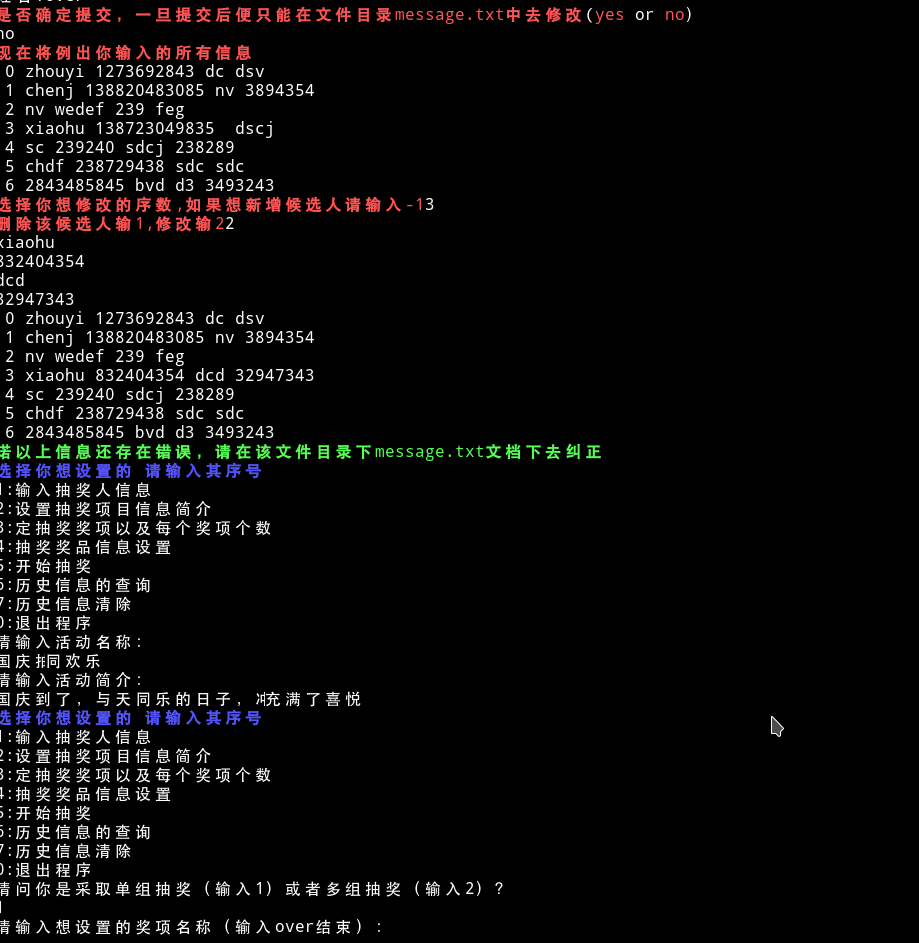 是否确定提交，一旦提交后便只能在文件目录message.txt中去修改(yes or no)
no
现在将例出你输入的所有信息
0 zhouyi 1273692843 dc dsv
1 chenj 138820483085 nv 3894354
2 nv wedef 239 feg
3 xiaohu 138723049835  dscj
4 sc 239240 sdcj 238289
5 chdf 238729438 sdc sdc
6 2843485845 bvd d3 3493243
选择你想修改的序数,如果想新增候选人请输入-13
删除该候选人输1,修改输22
xiaohu
832404354
dcd
32947343
0 zhouyi 1273692843 dc dsv
1 chenj 138820483085 nv 3894354
2 nv wedef 239 feg
3 xiaohu 832404354 dcd 32947343
4 sc 239240 sdcj 238289
5 chdf 238729438 sdc sdc
6 2843485845 bvd d3 3493243
若以上信息还存在错误，请在该文件目录下message.txt文档下去纠正
选择你想设置的 请输入其序号
1:输入抽奖人信息
2:设置抽奖项目信息简介
3:定抽奖奖项以及每个奖项个数
4:抽奖奖品信息设置
5:开始抽奖
6:历史信息的查询
7:历史信息清除
0:退出程序
请输入活动名称:
国庆同欢乐
请输入活动简介:
国庆到了，与天同乐的日子，充满了喜悦
选择你想设置的 请输入其序号
1:输入抽奖人信息
2:设置抽奖项目信息简介
3:定抽奖奖项以及每个奖项个数
4:抽奖奖品信息设置
5:开始抽奖
6:历史信息的查询
7:历史信息清除
0:退出程序
请问你是采取单组抽奖（输入1）或者多组抽奖（输入2）?
1
请输入想设置的奖项名称（输入over结束）: